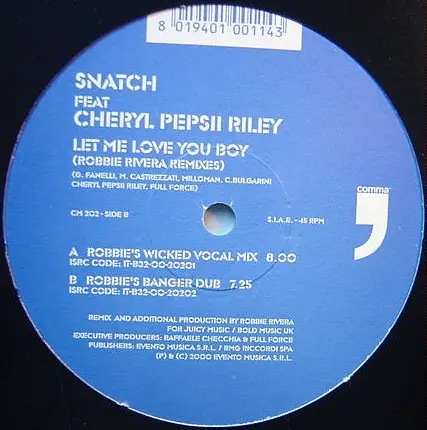 8 019401 001143
SNATCH
FEAT
CHERYL PEPSII RILEY
LET ME LOVE YOU BOY
(ROBBIE RIVERA REMIXES)
(G. FANELLI, M. CASTREZZATI, MILLOMAN, C.BULGARINI
CHERYL PEPSII RILEY, FULL FORCE)
comma
CM 202 - SIDE B
S.I.A.E. - 45 RPM
A ROBBIE'S WICKED VOCAL MIX 8.00
ISRC CODE: IT-B32-00-20201
B ROBBIE'S BANGER DUB 7.25
ISRC CODE: IT-B32-00-20202
REMIX AND ADDITIONAL PRODUCTION BY ROBBIE RIVERA
FOR JUICY MUSIC / BOLD MUSIC UK
EXECUTIVE PRODUCERS: RAFFAELE CHECCHIA & FULL FORCE
PUBLISHERS: EVENTO MUSICA S.R.L. / BMG RICCORDI SPA
(P) & (C) 2000 EVENTO MUSICA S.R.L.